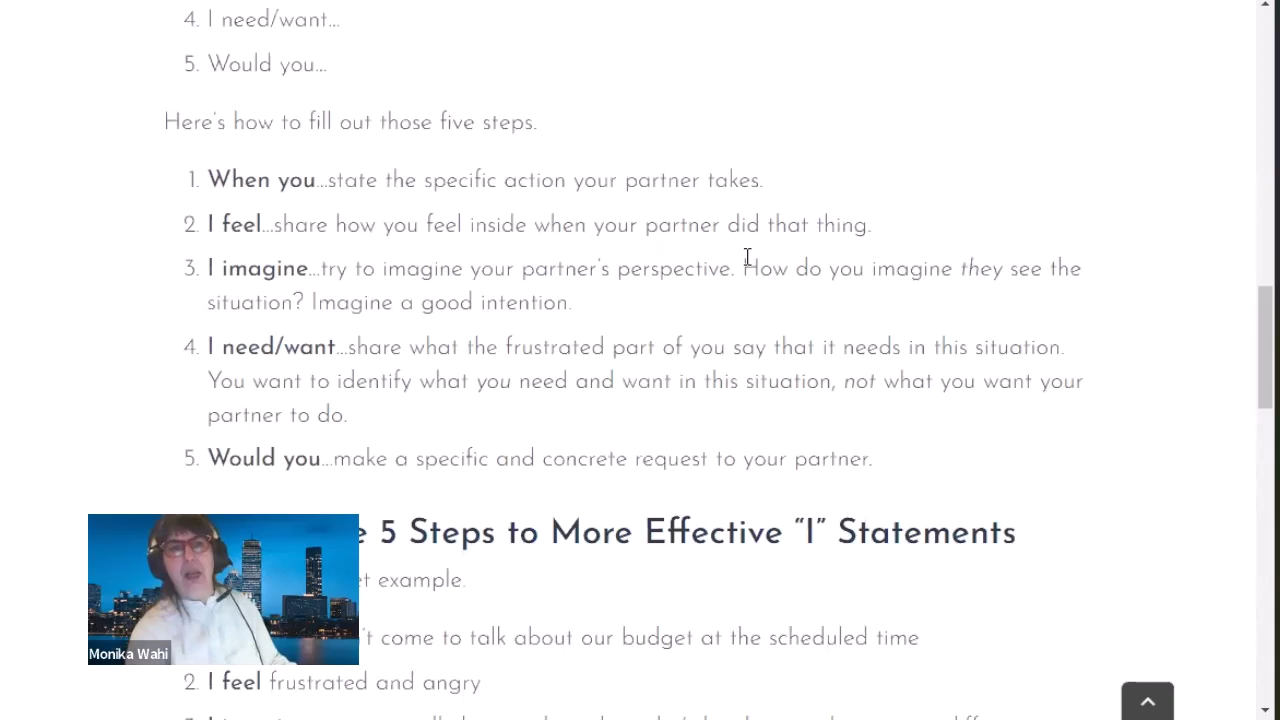 4. I need/want...
5. Would you...
Here's how to fill out those five steps.
1. When you...state the specific action your partner takes.
2. I feel...share how you feel inside when your partner did that thing.
3. I imagine...try to imagine your partner's perspective. How do you imagine they see the
situation? Imagine a good intention.
4. I need/want...share what the frustrated part of you say that it needs in this situation.
You want to identify what you need and want in this situation, not what you want your
partner to do.
5. Would you...make a specific and concrete request to your partner.
5 Steps to More Effective “I” Statements
example.
come to talk about our budget at the scheduled time
Monika Wahi
2. I feel frustrated and angry